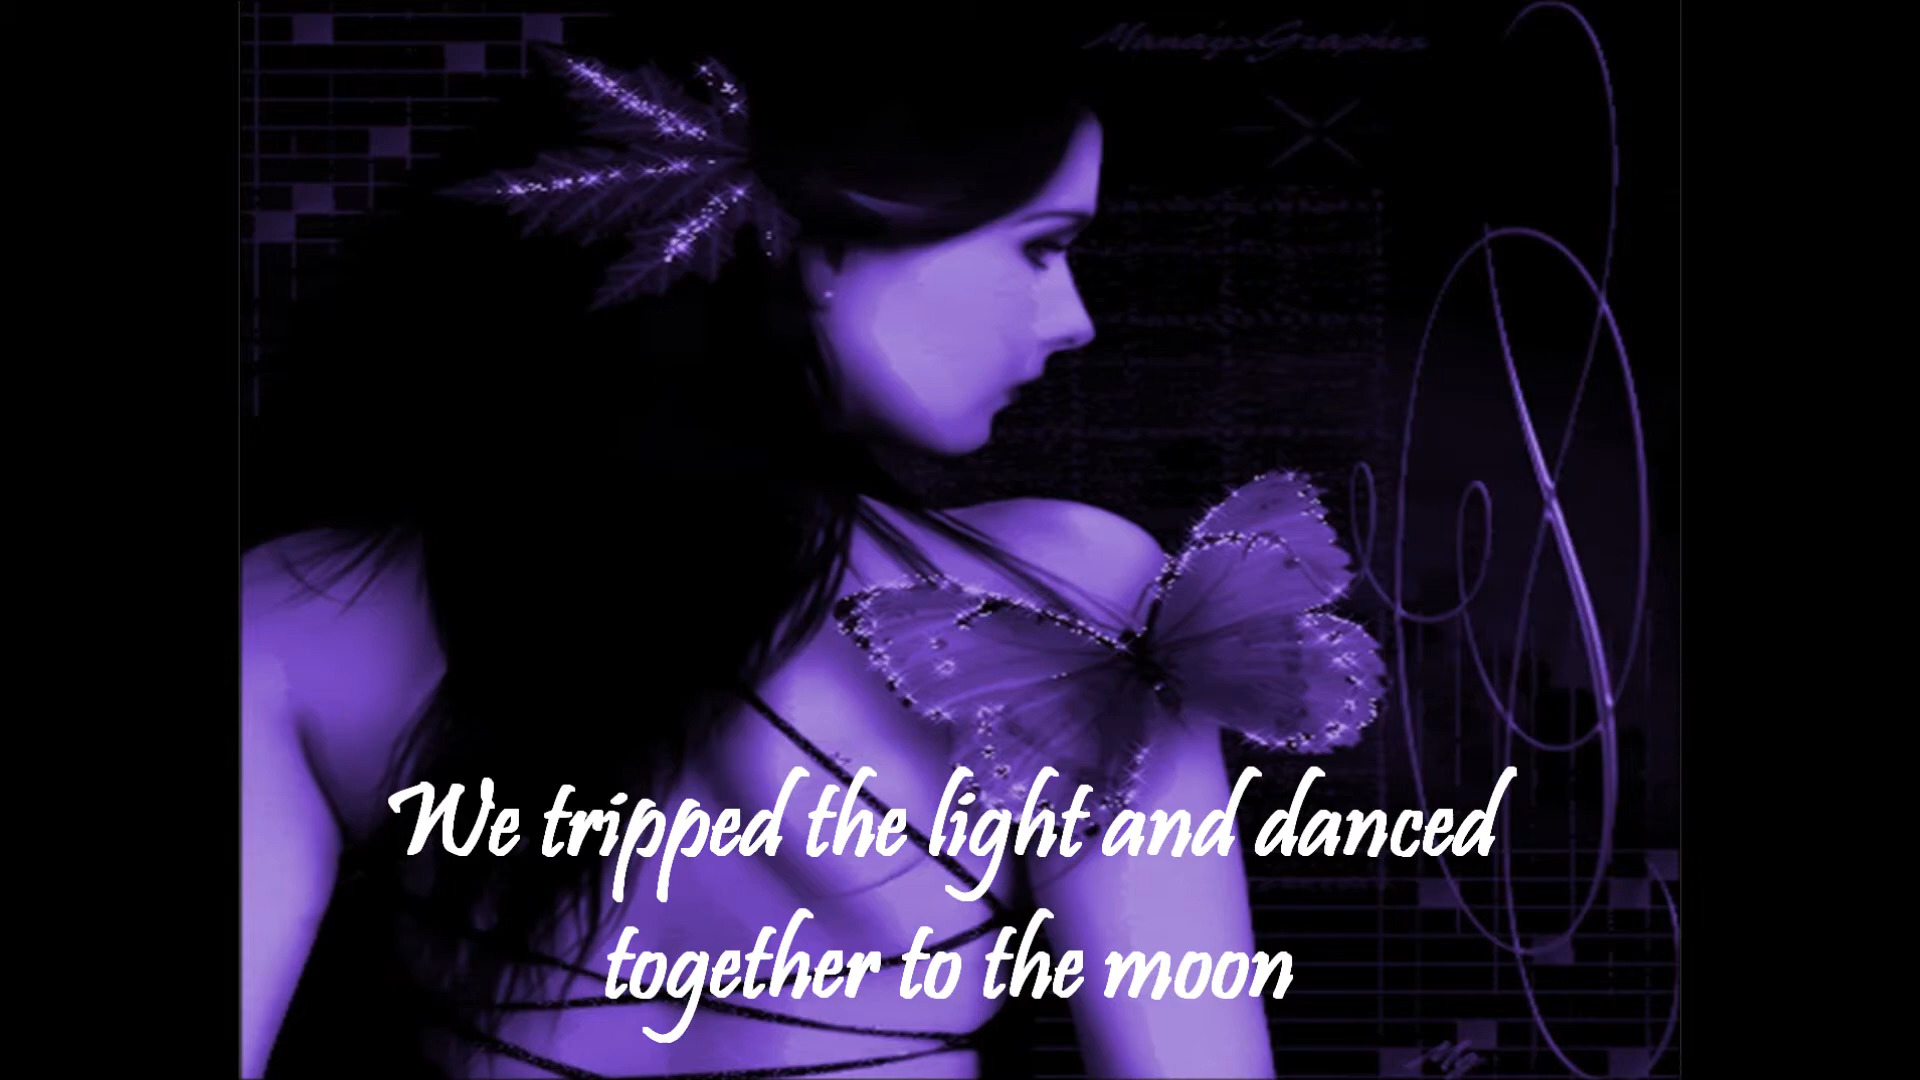 We tripped the light and danced
together to the moon